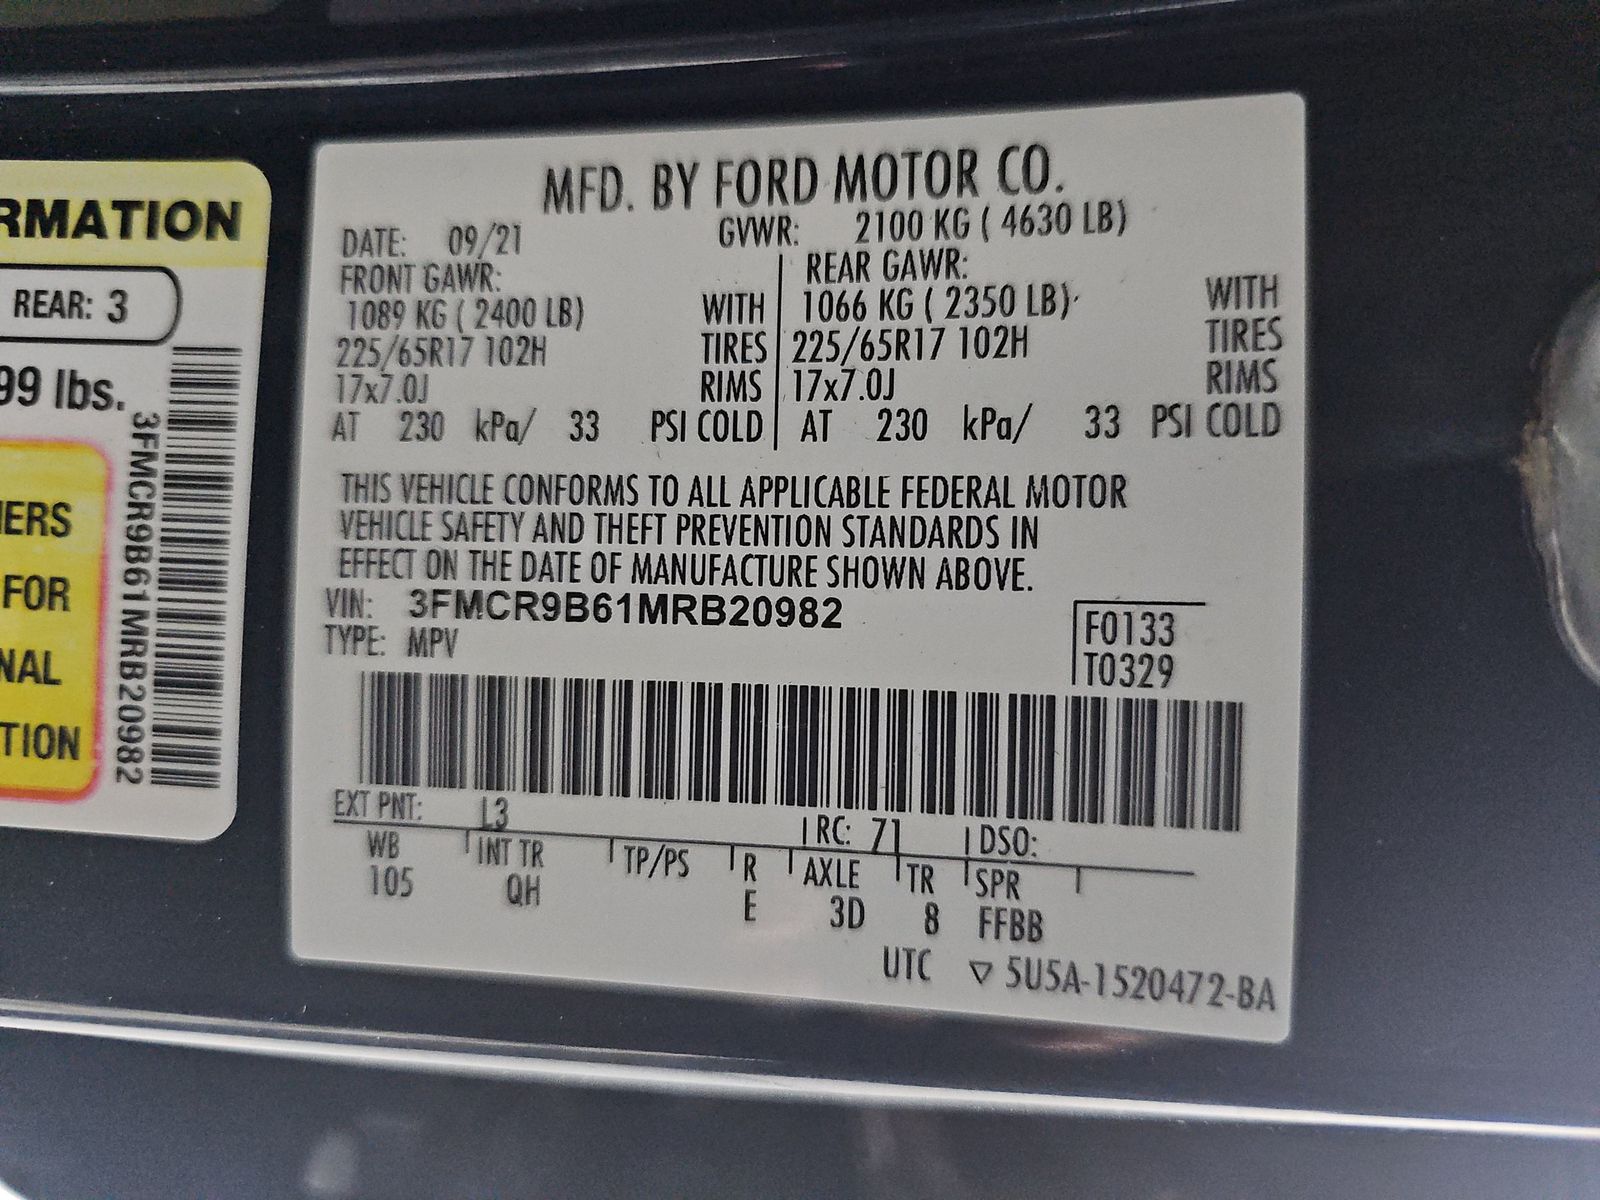 RMATION
REAR: 3
99 lbs.
3FMCR9B61MRB20982
IERS
FOR
NAL
TION
MFD. BY FORD MOTOR CO.
DATE: 09/21 GVWR: 2100 KG ( 4630 LB)
FRONT GAWR: REAR GAWR:
1089 KG ( 2400 LB) WITH 1066 KG ( 2350 LB) WITH
225/65R17 102H TIRES 225/65R17 102H TIRES
17x7.0J RIMS 17x7.0J RIMS
AT 230 kPa/ 33 PSI COLD AT 230 kPa/ 33 PSI COLD
THIS VEHICLE CONFORMS TO ALL APPLICABLE FEDERAL MOTOR
VEHICLE SAFETY AND THEFT PREVENTION STANDARDS IN
EFFECT ON THE DATE OF MANUFACTURE SHOWN ABOVE.
VIN: 3FMCR9B61MRB20982
TYPE: MPV
F0133
T0329
EXT PNT: L3 RC: 71 DSO:
WB INT TR TP/PS R AXLE TR SPR
105 QH E 3D 8 FFBB
UTC ▽ 5U5A-1520472-BA